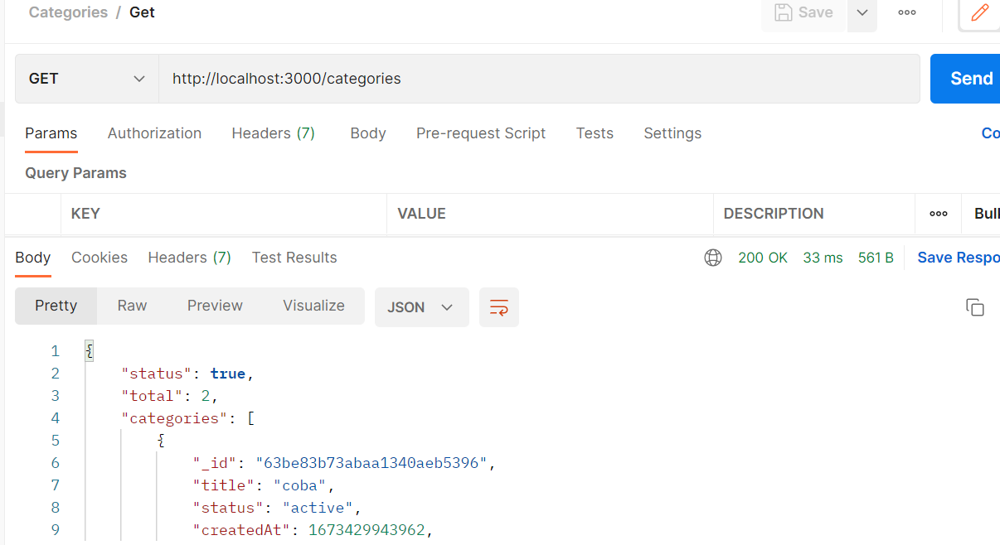 Categories / Get
Save
GET http://localhost:3000/categories Send
Params Authorization Headers (7) Body Pre-request Script Tests Settings Co
Query Params
KEY VALUE DESCRIPTION Bull
Body Cookies Headers (7) Test Results 200 OK 33 ms 561 B Save Respo
Pretty Raw Preview Visualize JSON
1 {
2 "status": true,
3 "total": 2,
4 "categories": [
5 {
6 "_id": "63be83b73abaa1340aeb5396",
7 "title": "coba",
8 "status": "active",
9 "createdAt": 1673429943962,